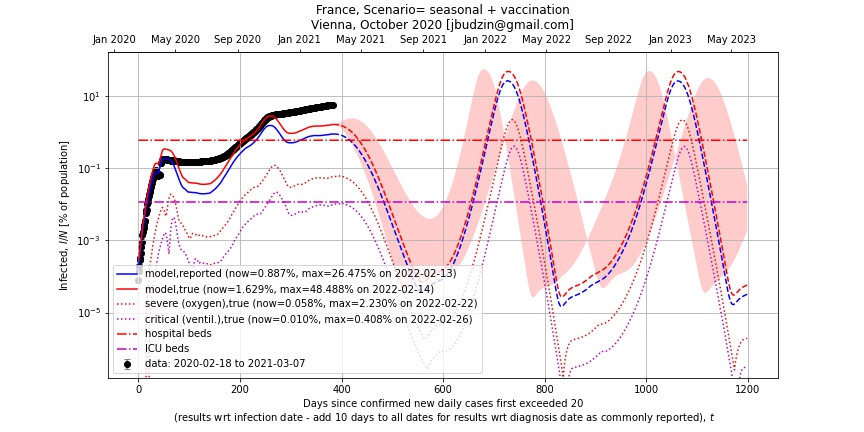 France, Scenario= seasonal + vaccination
Vienna, October 2020 [jbudzin@gmail.com]
Jan 2020 May 2020 Sep 2020 Jan 2021 May 2021 Sep 2021 Jan 2022 May 2022 Sep 2022 Jan 2023 May 2023
Infected, I/N [% of population]
10¹
10⁻¹
10⁻³
10⁻⁵
model,reported (now=0.887%, max=26.475% on 2022-02-13)
model,true (now=1.629%, max=48.488% on 2022-02-14)
severe (oxygen),true (now=0.058%, max=2.230% on 2022-02-22)
critical (ventil.),true (now=0.010%, max=0.408% on 2022-02-26)
hospital beds
ICU beds
data: 2020-02-18 to 2021-03-07
0 200 400 600 800 1000 1200
Days since confirmed new daily cases first exceeded 20
(results wrt infection date - add 10 days to all dates for results wrt diagnosis date as commonly reported), t